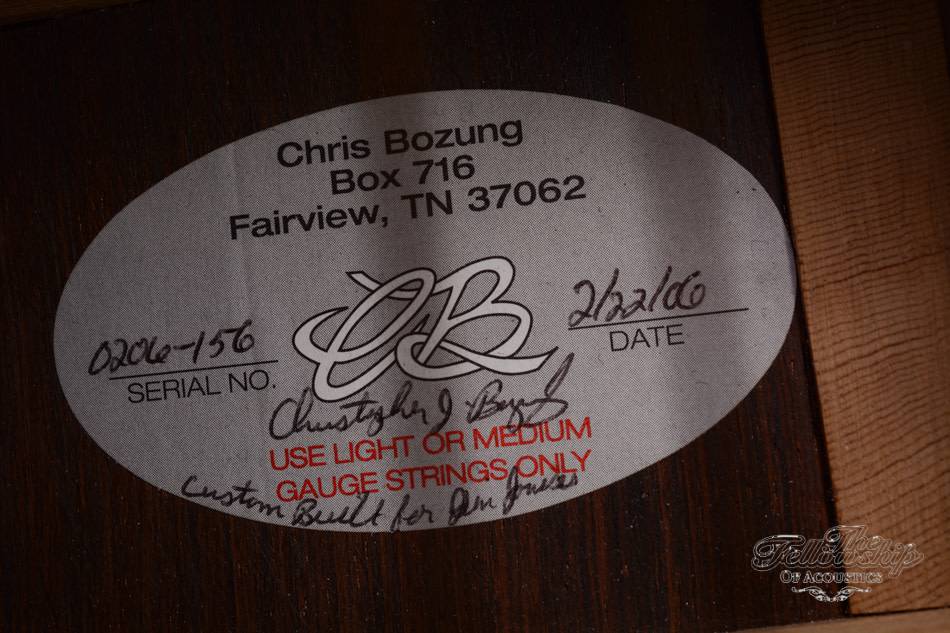 Chris Bozung
Box 716
Fairview, TN 37062
CB
0206-156
SERIAL NO.
2/22/06
DATE
Christopher J Bozung
USE LIGHT OR MEDIUM
GAUGE STRINGS ONLY
Custom Built for Jim
The
Fellowship
OF ACOUSTICS